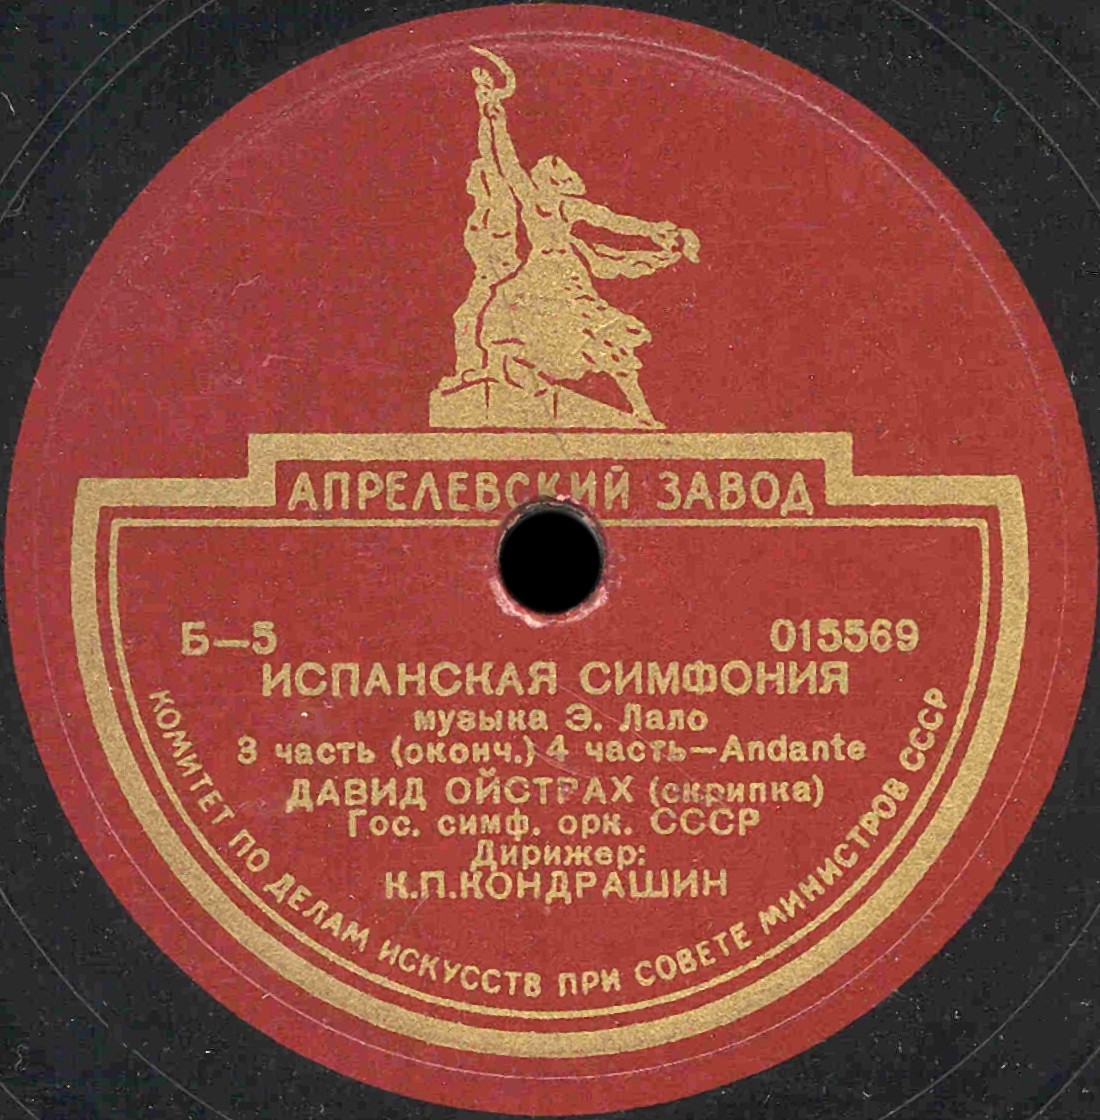 АПРЕЛЕВСКИЙ ЗАВОД
Б—5 015569
ИСПАНСКАЯ СИМФОНИЯ
музыка Э. Лало
3 часть (оконч.) 4 часть—Andante
ДАВИД ОЙСТРАХ (скрипка)
Гос. симф. орк. СССР
Дирижер:
К.П.КОНДРАШИН
КОМИТЕТ ПО ДЕЛАМ ИСКУССТВ ПРИ СОВЕТЕ МИНИСТРОВ СССР